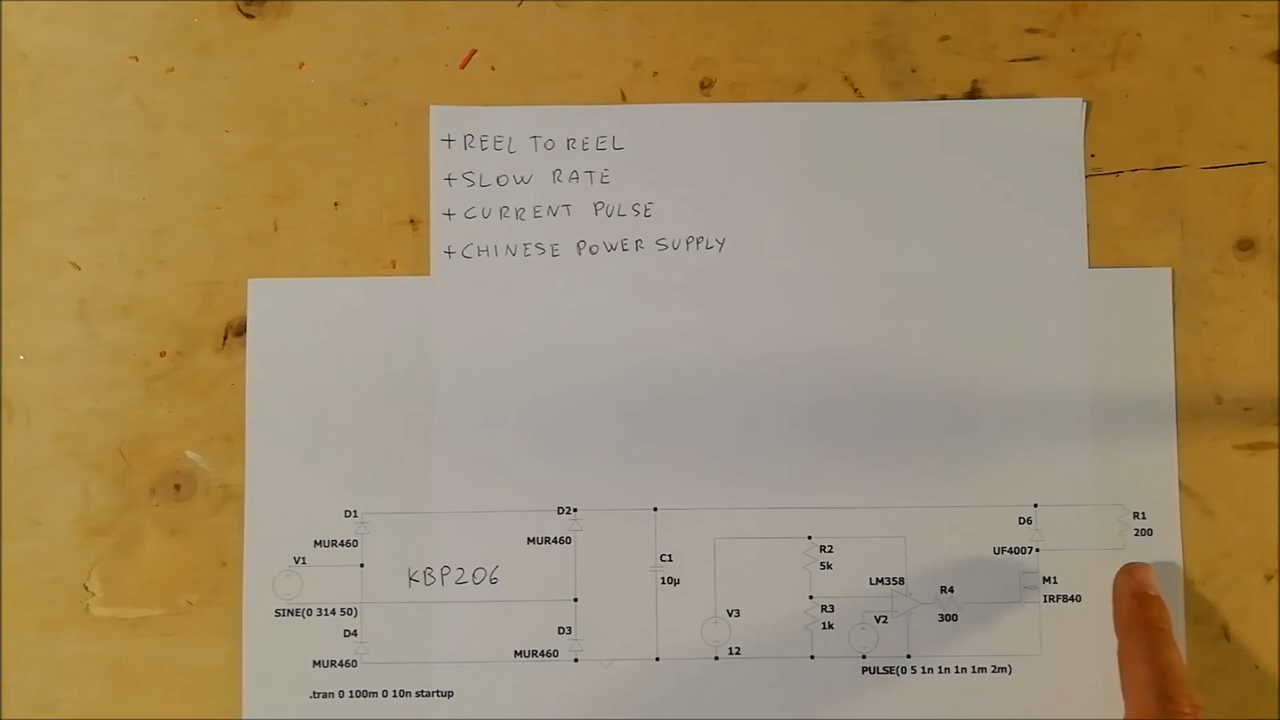 +REEL TO REEL
+SLOW RATE
+CURRENT PULSE
+CHINESE POWER SUPPLY
D1
MUR460
D2
MUR460
V1
SINE(0 314 50)
KBP206
D4
MUR460
D3
MUR460
C1
10µ
V3
12
R2
5k
R3
1k
LM358
V2
R4
300
D6
UF4007
R1
200
M1
IRF840
PULSE(0 5 1n 1n 1n 1m 2m)
.tran 0 100m 0 10n startup